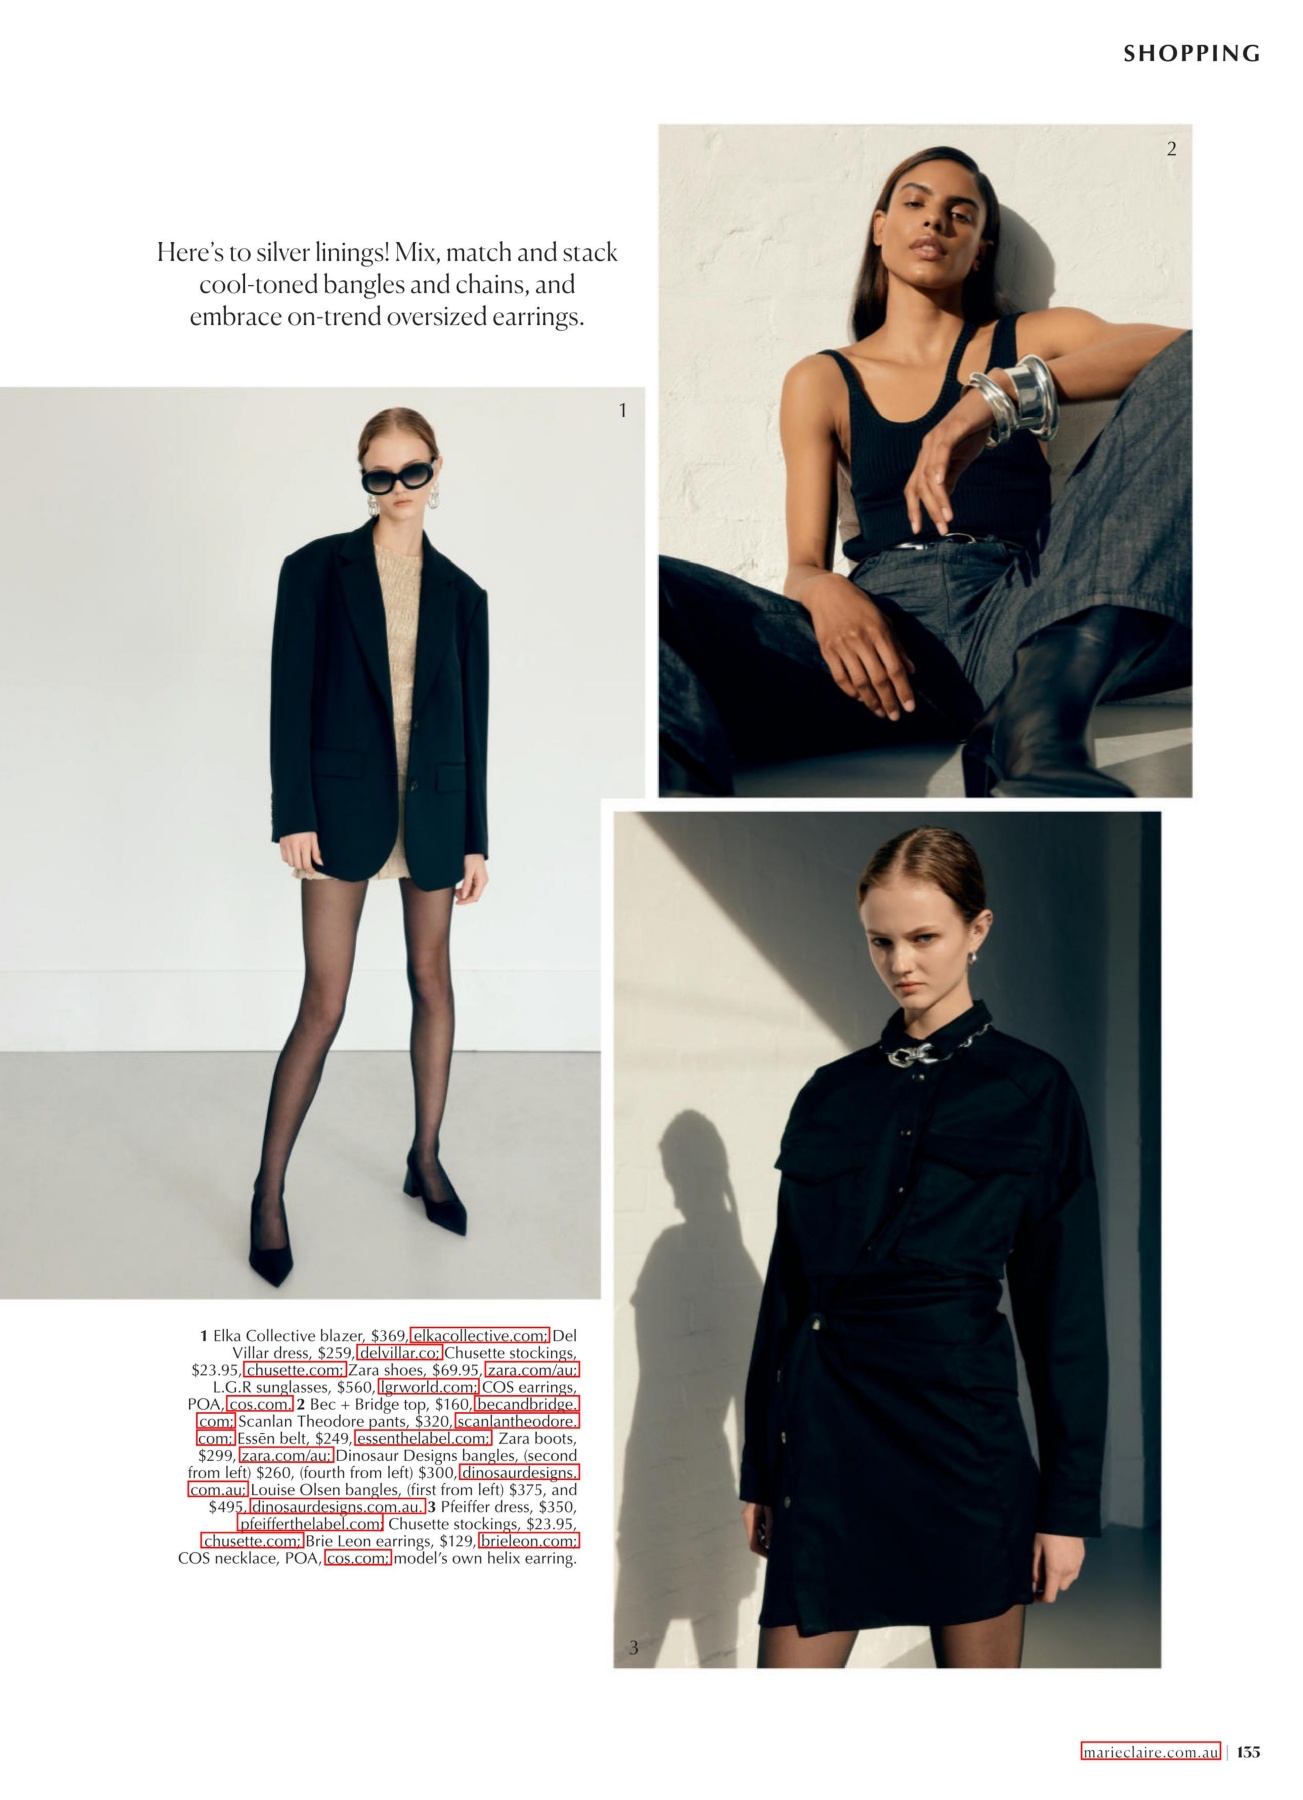 SHOPPING
Here's to silver linings! Mix, match and stack
cool-toned bangles and chains, and
embrace on-trend oversized earrings.
2
1
3
1 Elka Collective blazer, $369, elkacollective.com; Del
Villar dress, $259, delvillar.co; Chusette stockings,
$23.95, chusette.com; Zara shoes, $69.95, zara.com/au;
L.G.R sunglasses, $560, lgrworld.com; COS earrings,
POA, cos.com. 2 Bec + Bridge top, $160, becandbridge.
com; Scanlan Theodore pants, $320, scanlantheodore.
com; Essēn belt, $249, essenthelabel.com; Zara boots,
$299, zara.com/au; Dinosaur Designs bangles, (second
from left) $260, (fourth from left) $300, dinosaurdesigns.
com.au; Louise Olsen bangles, (first from left) $375, and
$495, dinosaurdesigns.com.au. 3 Pfeiffer dress, $350,
pfeifferthelabel.com; Chusette stockings, $23.95,
chusette.com; Brie Leon earrings, $129, brieleon.com;
COS necklace, POA, cos.com; model's own helix earring.
marieclaire.com.au | 135